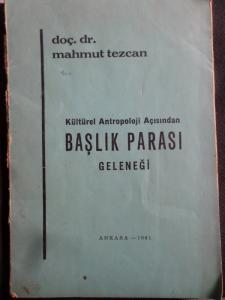 doç. dr.
mahmut tezcan
Kültürel Antropoloji Açısından
BAŞLIK PARASI
GELENEĞİ
ANKARA — 1981